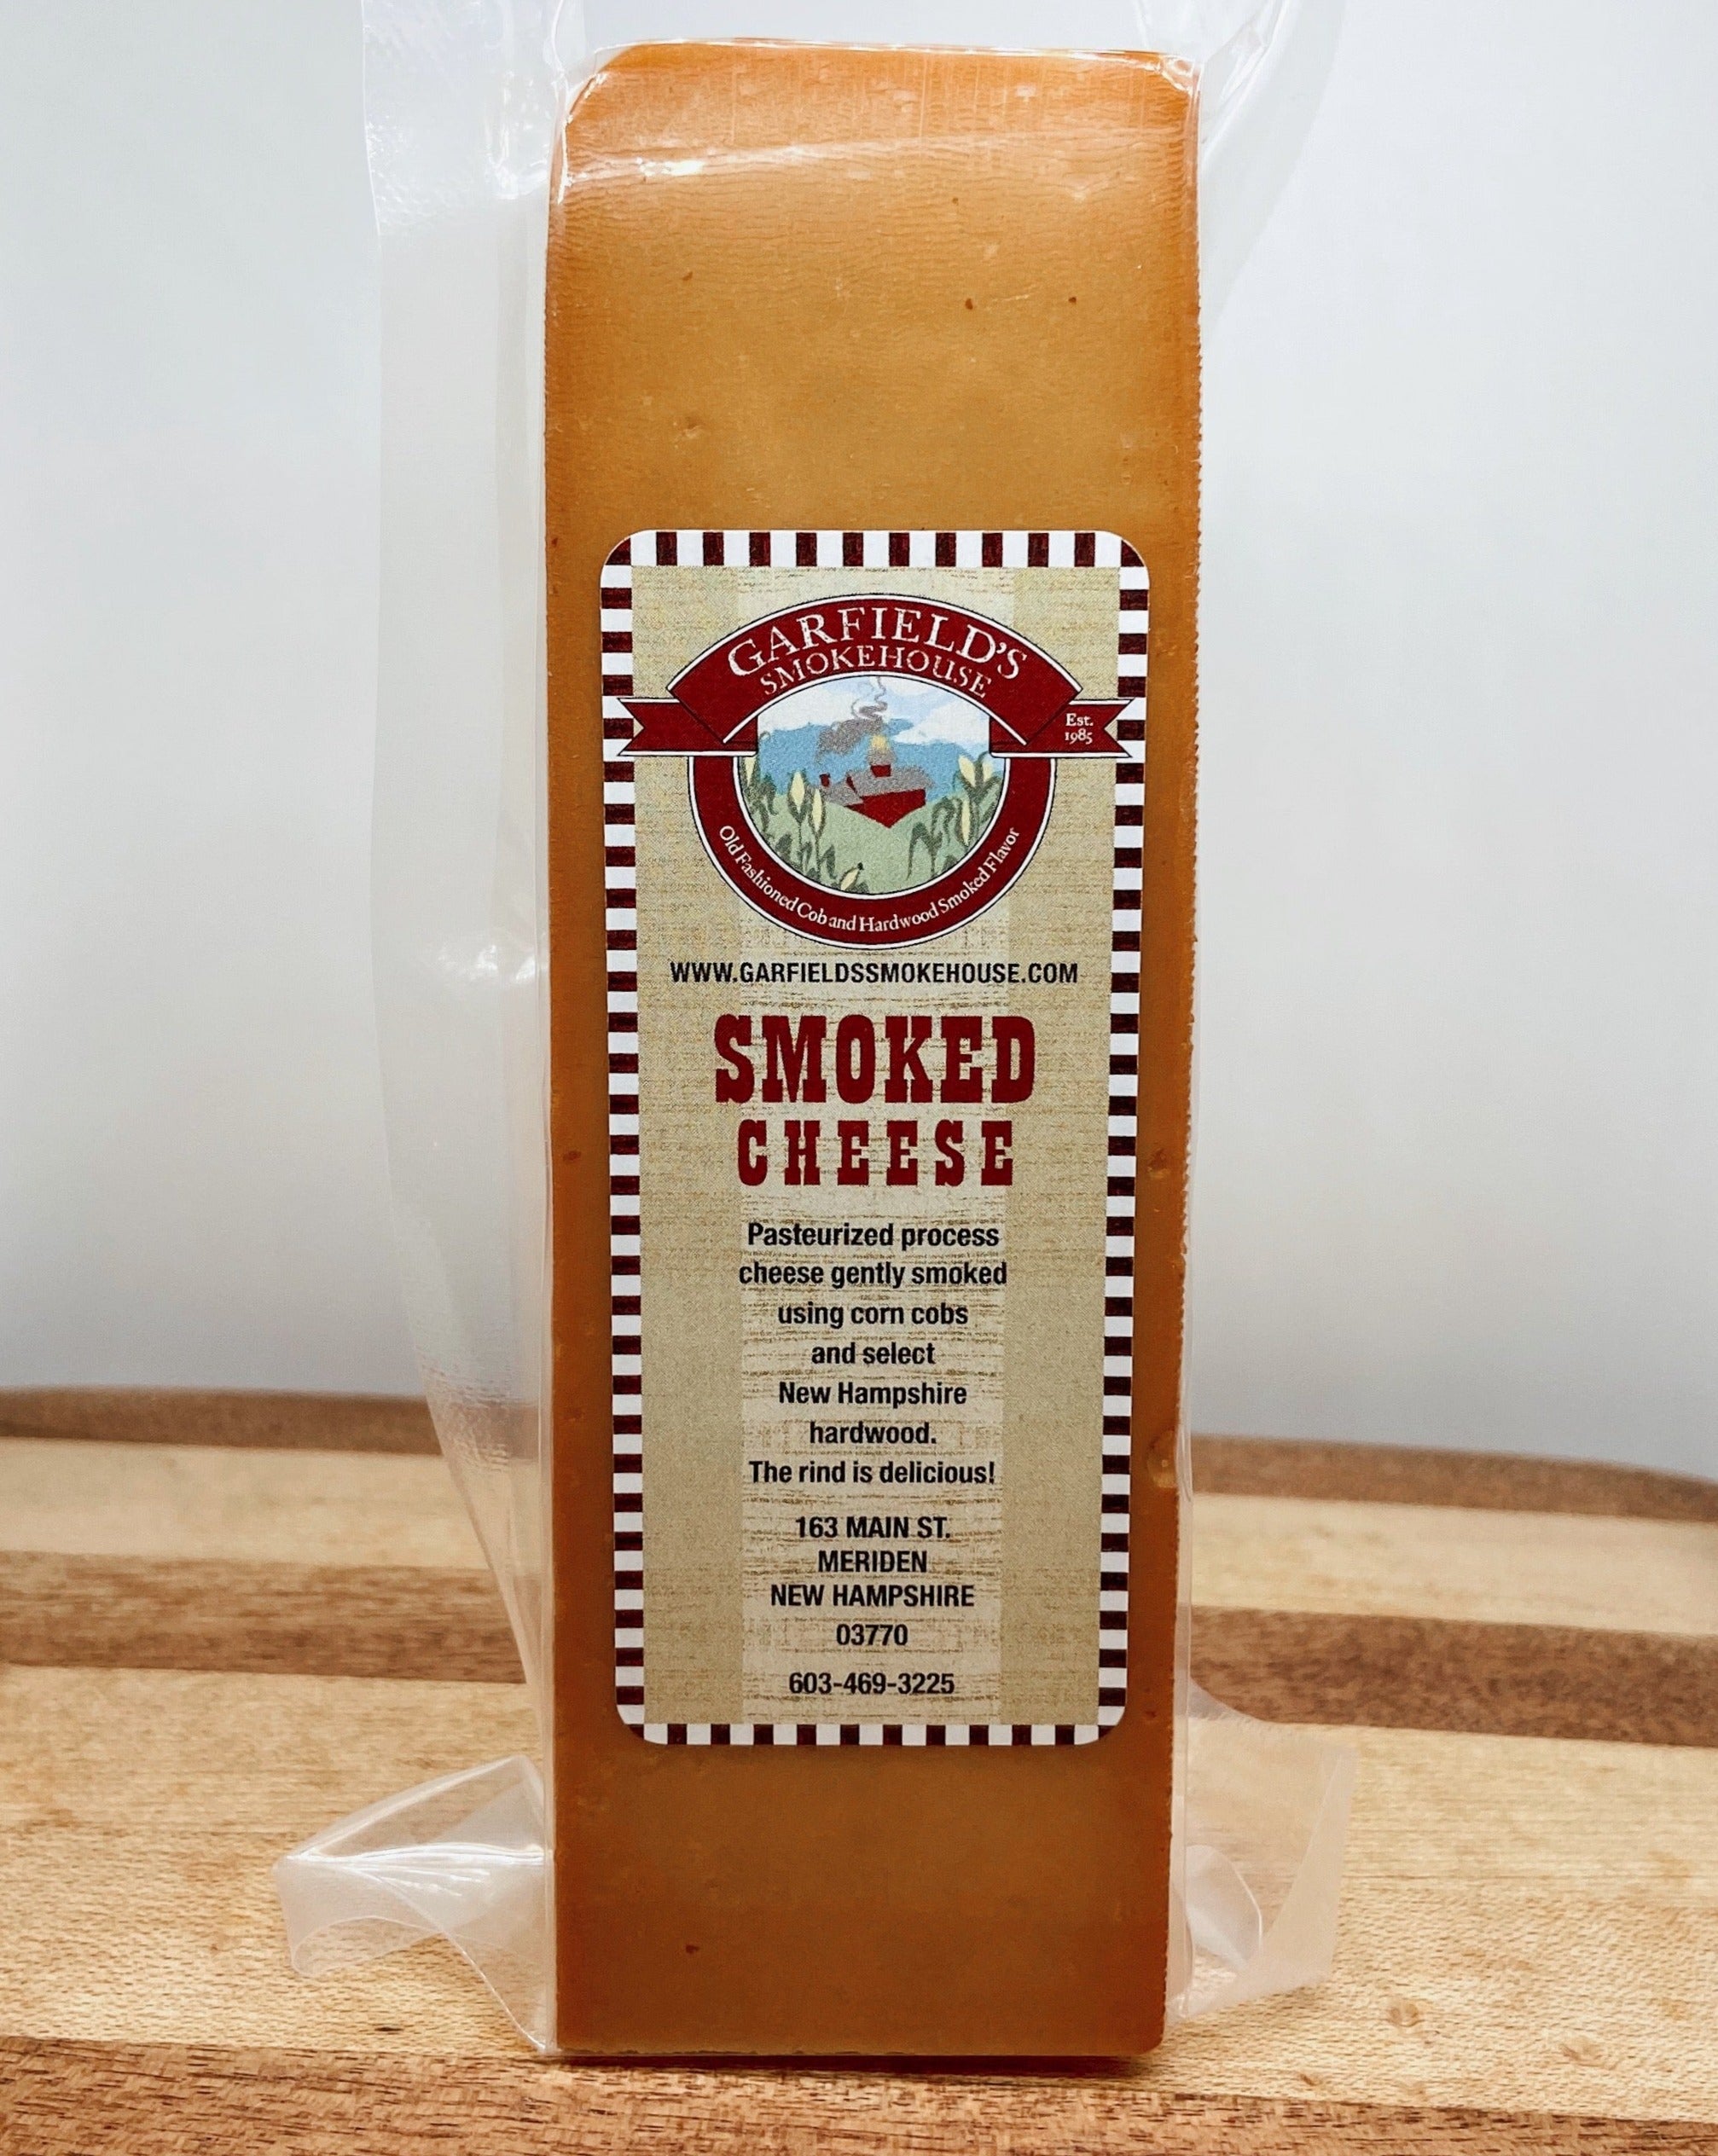 GARFIELD'S
SMOKEHOUSE
Est.
1985
Old Fashioned Cob and Hardwood Smoked Flavor
WWW.GARFIELDSSMOKEHOUSE.COM
SMOKED
CHEESE
Pasteurized process
cheese gently smoked
using corn cobs
and select
New Hampshire
hardwood.
The rind is delicious!
163 MAIN ST.
MERIDEN
NEW HAMPSHIRE
03770
603-469-3225